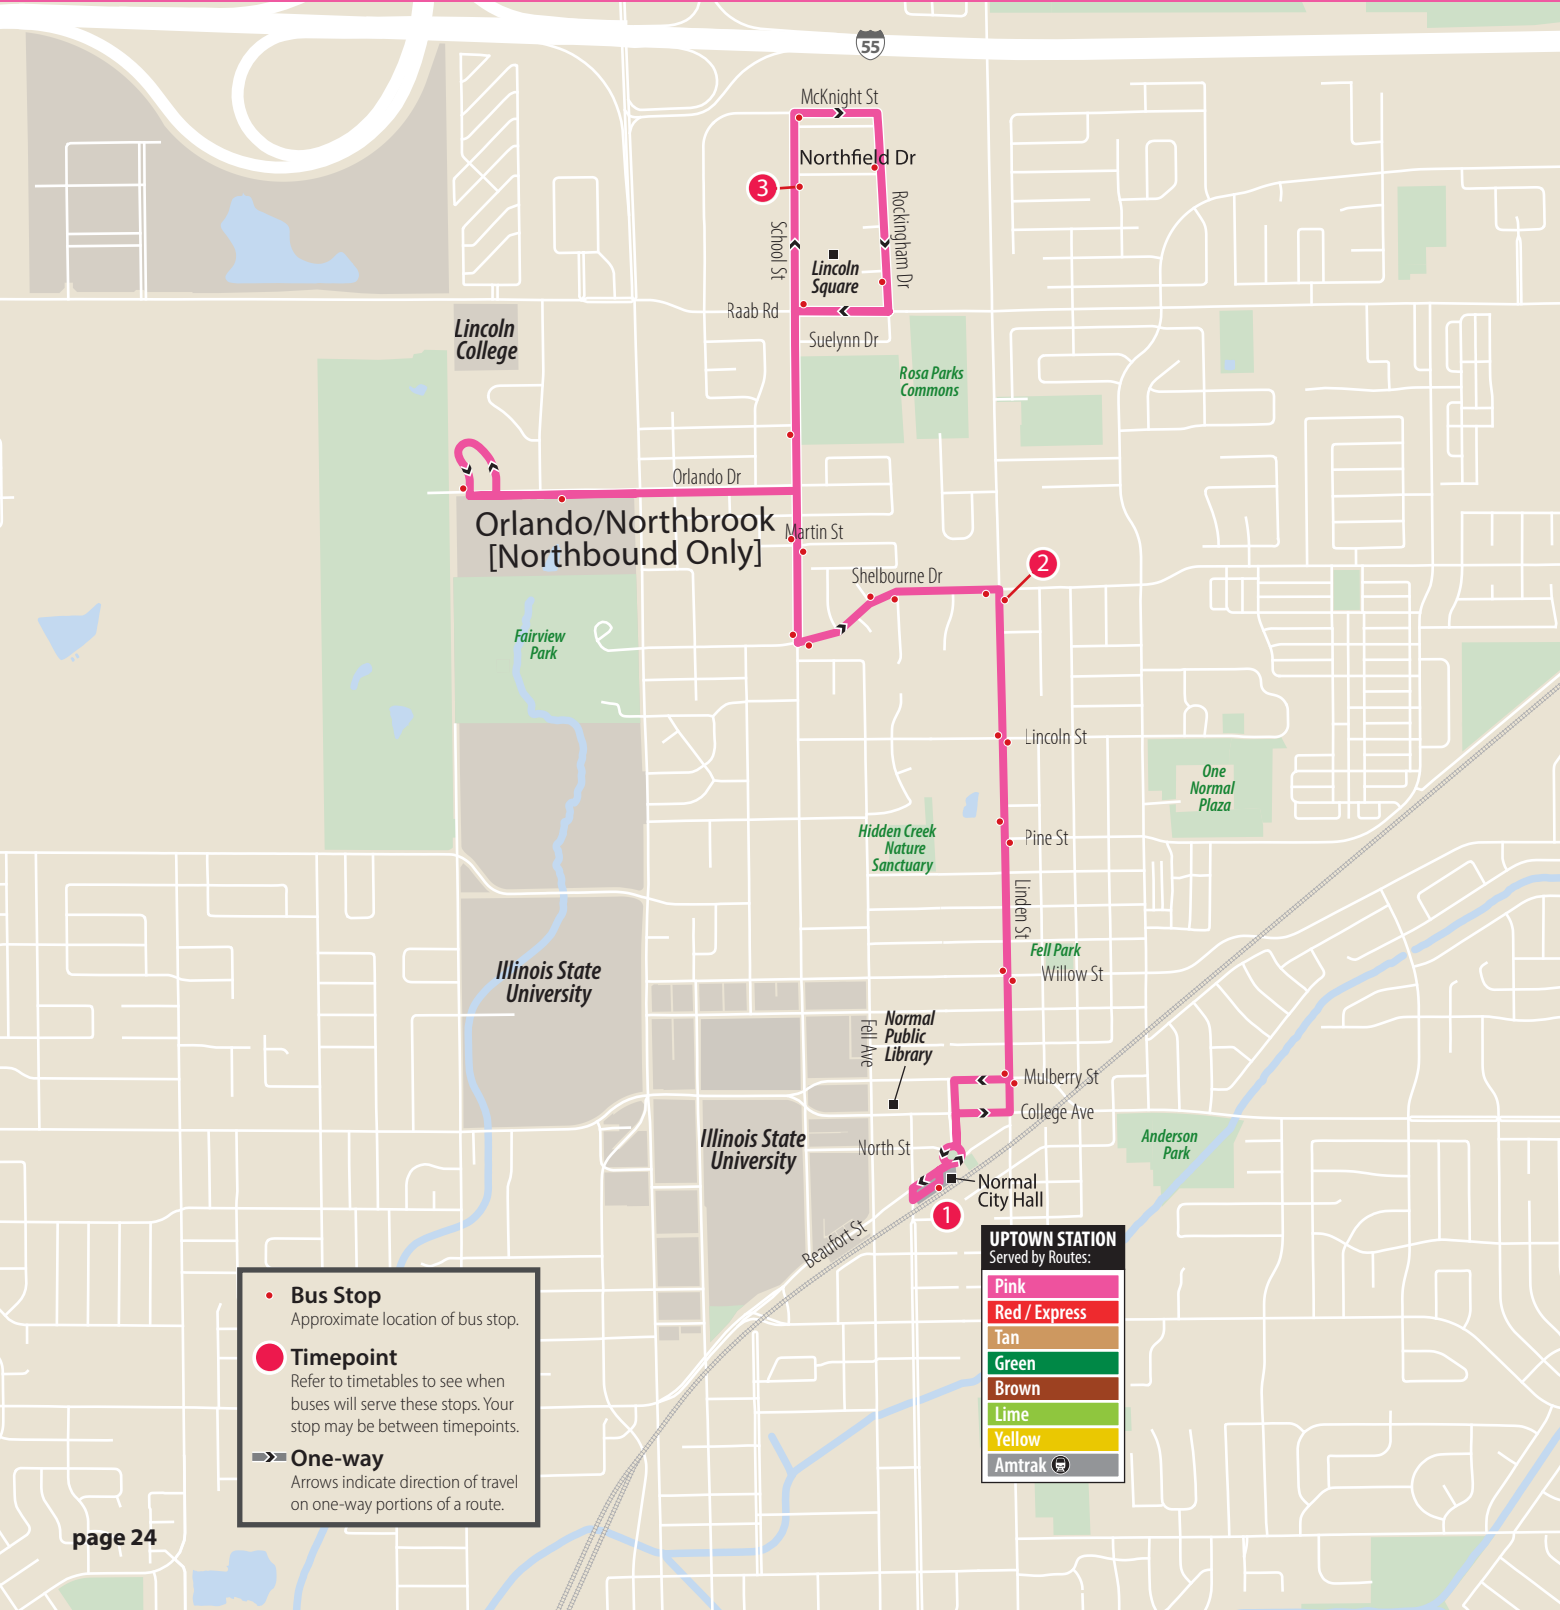 55
McKnight St
Northfield Dr
3
Rockingham Dr
School St
Lincoln
Square
Raab Rd
Lincoln
College
Suelynn Dr
Rosa Parks
Commons
Orlando Dr
Orlando/Northbrook
[Northbound Only]
Martin St
2
Shelbourne Dr
Fairview
Park
Lincoln St
One
Normal
Plaza
Hidden Creek
Nature
Sanctuary
Pine St
Linden St
Fell Park
Illinois State
University
Willow St
Fell Ave
Normal
Public
Library
Mulberry St
College Ave
Illinois State
University
North St
Anderson
Park
Normal
City Hall
1
Beaufort St
UPTOWN STATION
Served by Routes:
Pink
Red / Express
Tan
Green
Brown
Lime
Yellow
Amtrak
Bus Stop
Approximate location of bus stop.
Timepoint
Refer to timetables to see when
buses will serve these stops. Your
stop may be between timepoints.
One-way
Arrows indicate direction of travel
on one-way portions of a route.
page 24